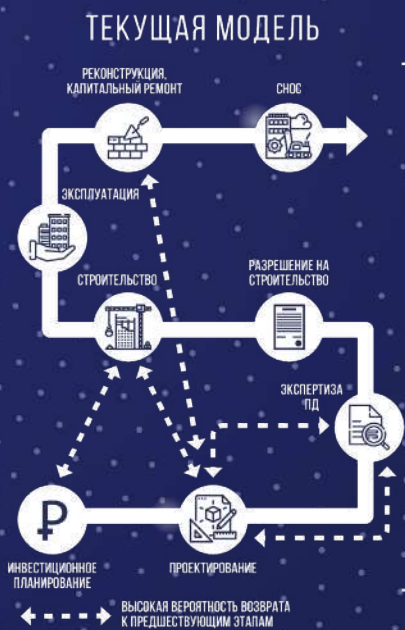 ТЕКУЩАЯ МОДЕЛЬ
РЕКОНСТРУКЦИЯ,
КАПИТАЛЬНЫЙ РЕМОНТ
СНОС
ЭКСПЛУАТАЦИЯ
СТРОИТЕЛЬСТВО
РАЗРЕШЕНИЕ НА
СТРОИТЕЛЬСТВО
ЭКСПЕРТИЗА
ПД
ИНВЕСТИЦИОННОЕ
ПЛАНИРОВАНИЕ
ПРОЕКТИРОВАНИЕ
ВЫСОКАЯ ВЕРОЯТНОСТЬ ВОЗВРАТА
К ПРЕДШЕСТВУЮЩИМ ЭТАПАМ